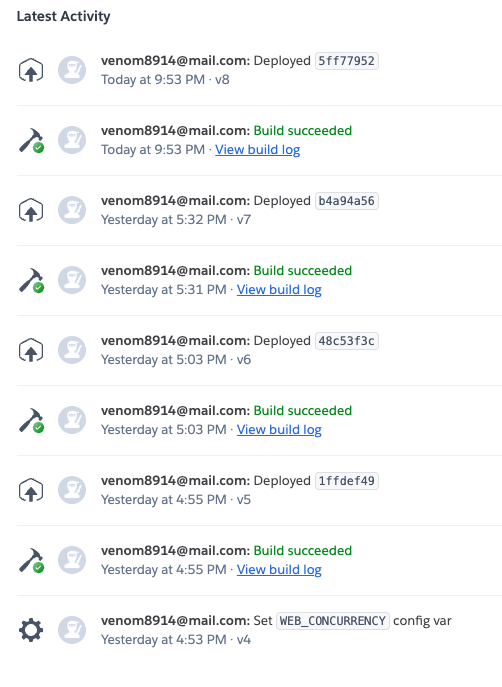 Latest Activity
venom8914@mail.com: Deployed 5ff77952
Today at 9:53 PM · v8
venom8914@mail.com: Build succeeded
Today at 9:53 PM · View build log
venom8914@mail.com: Deployed b4a94a56
Yesterday at 5:32 PM · v7
venom8914@mail.com: Build succeeded
Yesterday at 5:31 PM · View build log
venom8914@mail.com: Deployed 48c53f3c
Yesterday at 5:03 PM · v6
venom8914@mail.com: Build succeeded
Yesterday at 5:03 PM · View build log
venom8914@mail.com: Deployed 1ffdef49
Yesterday at 4:55 PM · v5
venom8914@mail.com: Build succeeded
Yesterday at 4:55 PM · View build log
venom8914@mail.com: Set WEB_CONCURRENCY config var
Yesterday at 4:53 PM · v4